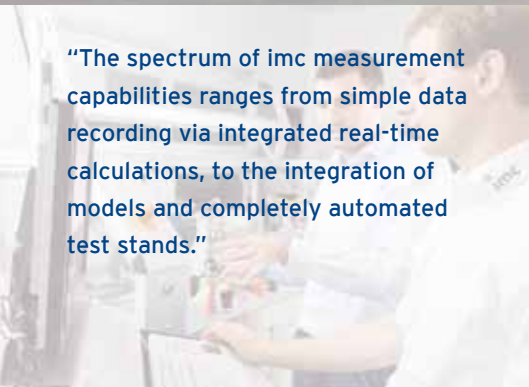 “The spectrum of imc measurement
capabilities ranges from simple data
recording via integrated real-time
calculations, to the integration of
models and completely automated
test stands.”
imc